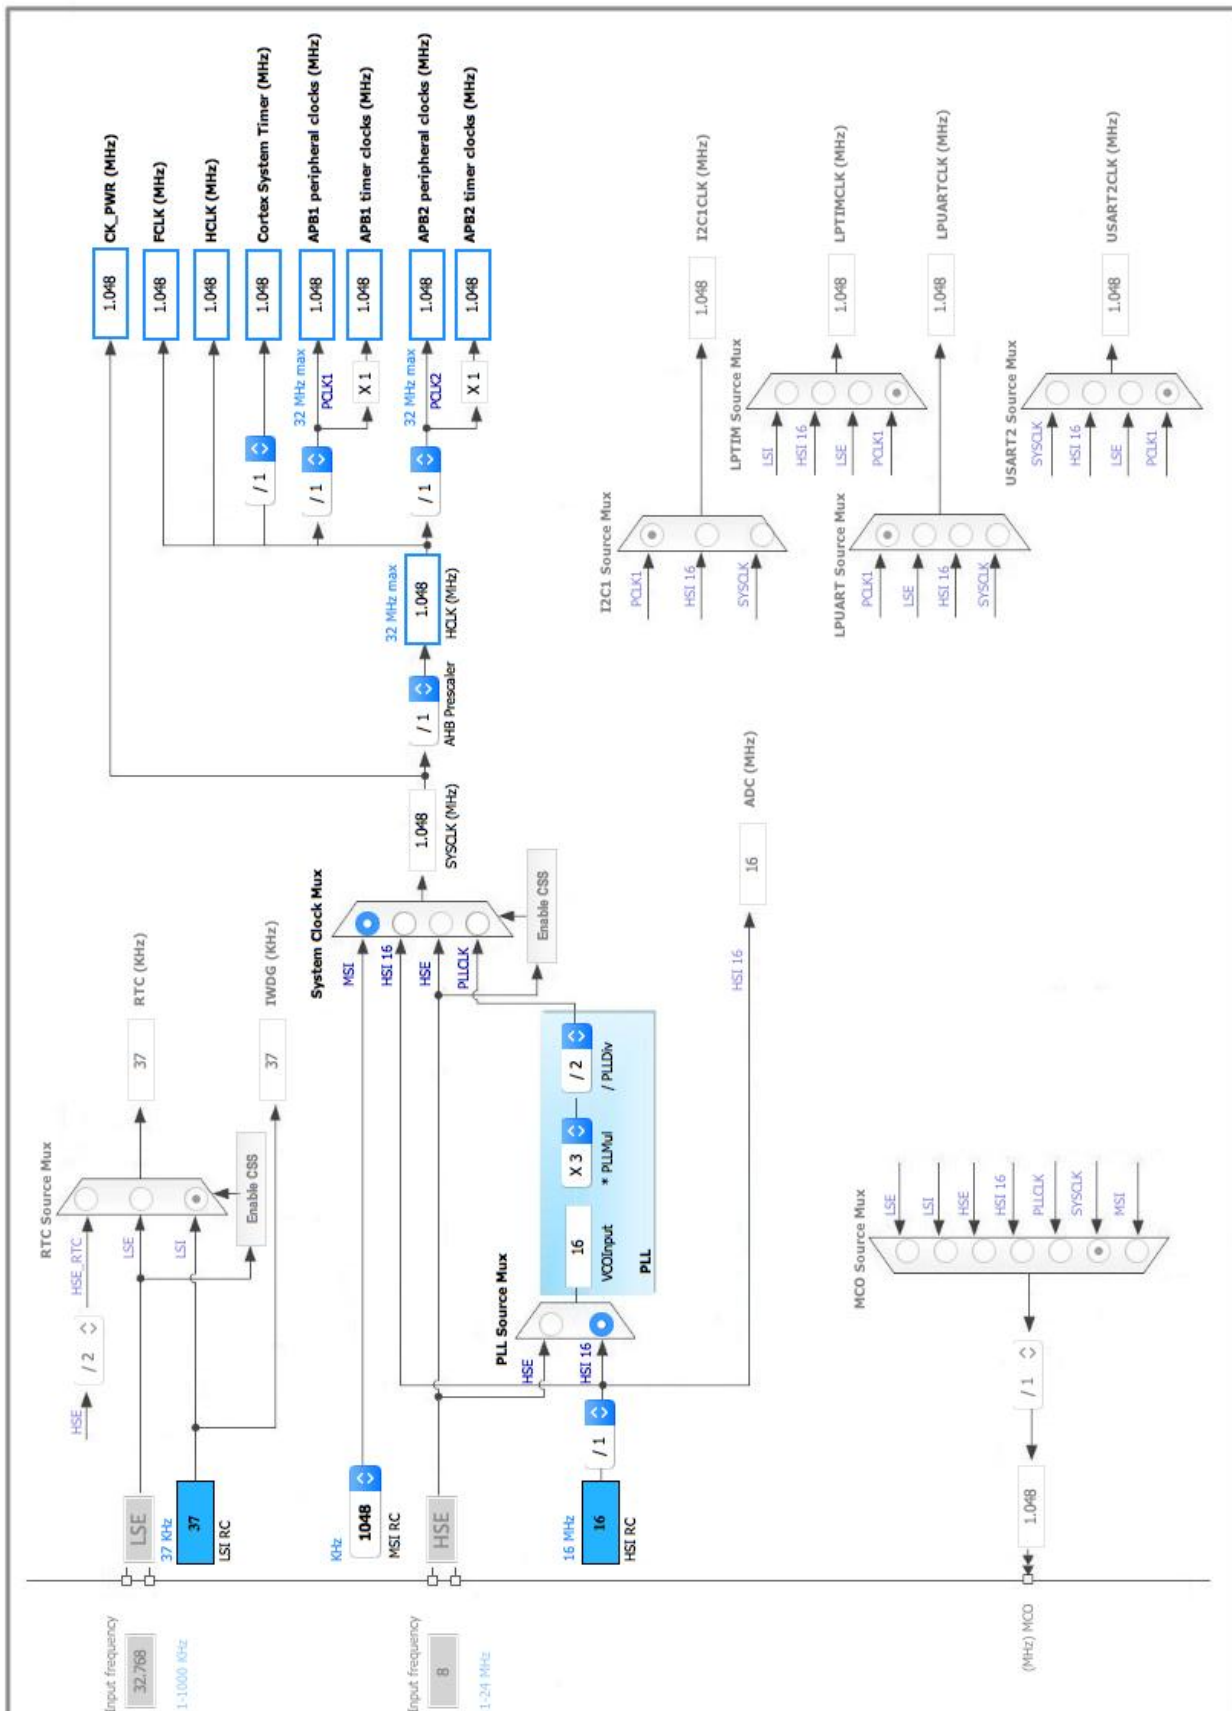 Input frequency
32.768
1-1000 KHz
LSE
37 KHz
37
LSI RC
HSE
/ 2
HSE_RTC
LSE
LSI
RTC Source Mux
Enable CSS
37
RTC (KHz)
37
IWDG (KHz)
KHz
1048
MSI RC
Input frequency
8
1-24 MHz
HSE
16 MHz
16
HSI RC
/ 1
PLL Source Mux
HSE
HSI 16
16
VCOInput
X 3
* PLLMul
/ 2
/ PLLDiv
PLL
System Clock Mux
MSI
HSI 16
HSE
PLLCLK
Enable CSS
1.048
SYSCLK (MHz)
/ 1
AHB Prescaler
32 MHz max
1.048
HCLK (MHz)
1.048
CK_PWR (MHz)
1.048
FCLK (MHz)
1.048
HCLK (MHz)
/ 1
1.048
Cortex System Timer (MHz)
/ 1
32 MHz max
PCLK1
1.048
APB1 peripheral clocks (MHz)
X 1
1.048
APB1 timer clocks (MHz)
/ 1
32 MHz max
PCLK2
1.048
APB2 peripheral clocks (MHz)
X 1
1.048
APB2 timer clocks (MHz)
HSI 16
16
ADC (MHz)
I2C1 Source Mux
PCLK1
HSI 16
SYSCLK
1.048
I2C1CLK (MHz)
LPTIM Source Mux
LSI
HSI 16
LSE
PCLK1
1.048
LPTIMCLK (MHz)
LPUART Source Mux
PCLK1
LSE
HSI 16
SYSCLK
1.048
LPUARTCLK (MHz)
USART2 Source Mux
SYSCLK
HSI 16
LSE
PCLK1
1.048
USART2CLK (MHz)
MCO Source Mux
LSE
LSI
HSE
HSI 16
PLLCLK
SYSCLK
MSI
/ 1
1.048
(MHz) MCO